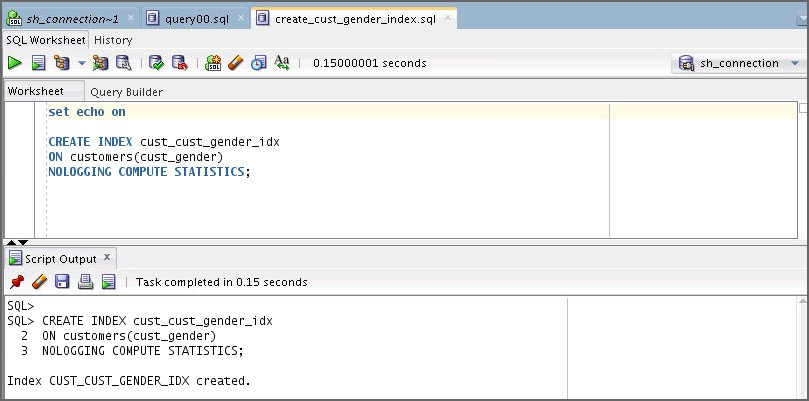 sh_connection~1 query00.sql create_cust_gender_index.sql
SQL Worksheet History
0.15000001 seconds sh_connection
Worksheet Query Builder
set echo on
CREATE INDEX cust_cust_gender_idx
ON customers(cust_gender)
NOLOGGING COMPUTE STATISTICS;
Script Output x
Task completed in 0.15 seconds
SQL>
SQL> CREATE INDEX cust_cust_gender_idx
2 ON customers(cust_gender)
3 NOLOGGING COMPUTE STATISTICS;
Index CUST_CUST_GENDER_IDX created.